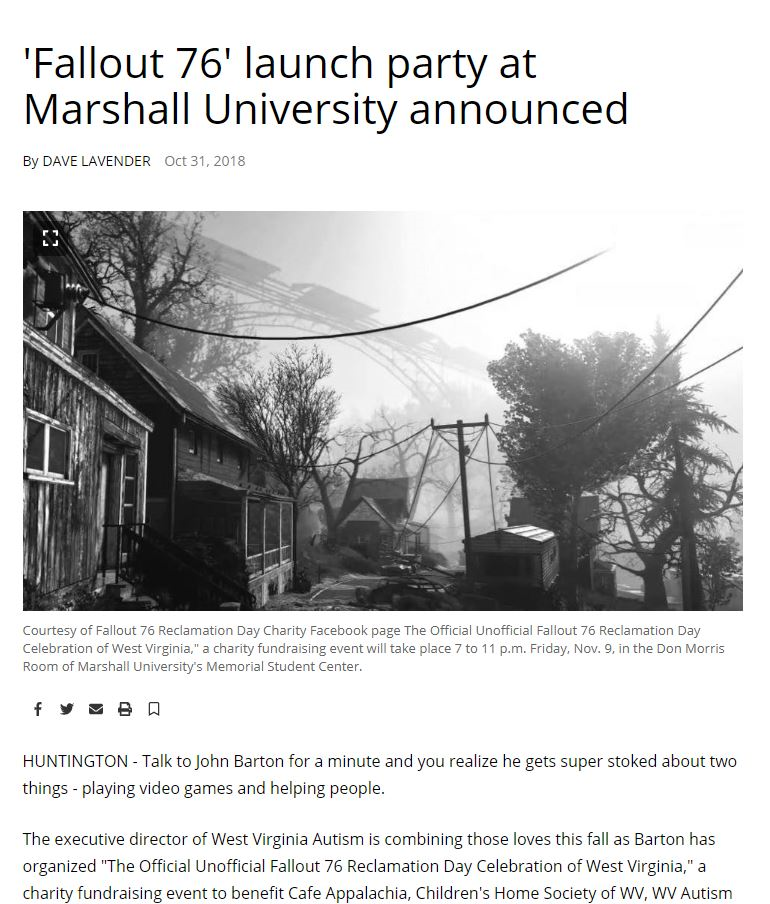 'Fallout 76' launch party at
Marshall University announced
By DAVE LAVENDER Oct 31, 2018
Courtesy of Fallout 76 Reclamation Day Charity Facebook page The Official Unofficial Fallout 76 Reclamation Day
Celebration of West Virginia," a charity fundraising event will take place 7 to 11 p.m. Friday, Nov. 9, in the Don Morris
Room of Marshall University's Memorial Student Center.
HUNTINGTON - Talk to John Barton for a minute and you realize he gets super stoked about two
things - playing video games and helping people.
The executive director of West Virginia Autism is combining those loves this fall as Barton has
organized "The Official Unofficial Fallout 76 Reclamation Day Celebration of West Virginia," a
charity fundraising event to benefit Cafe Appalachia, Children's Home Society of WV, WV Autism